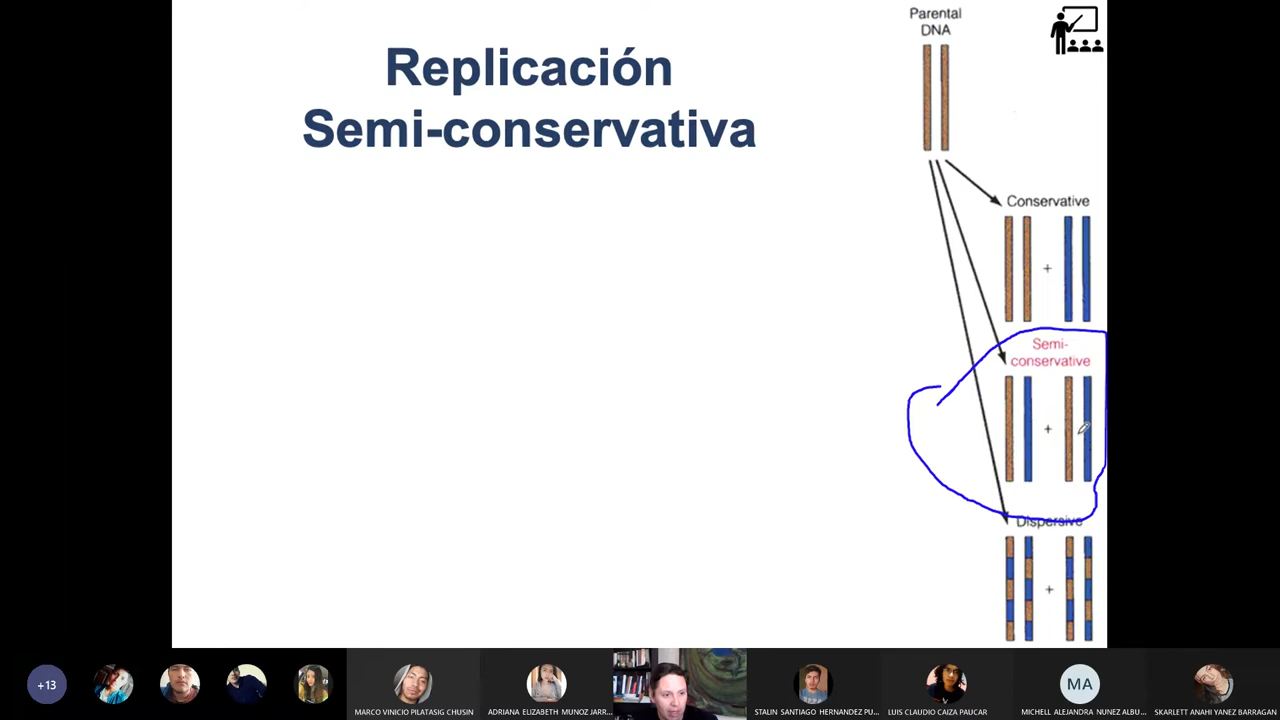 Replicación
Semi-conservativa
Parental
DNA
Conservative
+
Semi-
conservative
+
Dispersive
+
+13
MARCO VINICIO PILATASIG CHUSIN
ADRIANA ELIZABETH MUNOZ JARR...
STALIN SANTIAGO HERNANDEZ PU...
LUIS CLAUDIO CAIZA PAUCAR
MA
MICHELL ALEJANDRA NUNEZ ALBU...
SKARLETT ANAHI YANEZ BARRAGAN